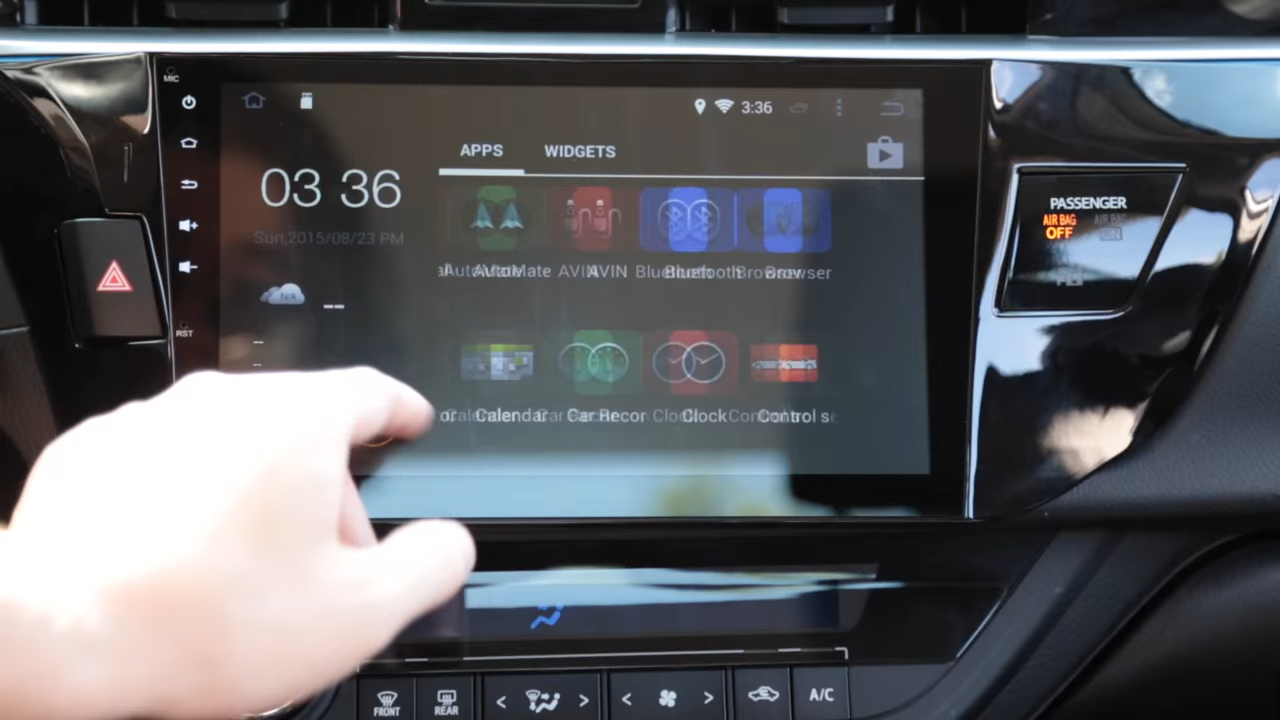 MIC
3:36
APPS WIDGETS
03 36
Sun,2015/08/23 PM
AutoMate AVIN Bluetooth Browser
N/A
--
RST
--
--
Calendar Car Recor Clock Control s
PASSENGER
AIR BAG OFF
AIR BAG ON
FRONT
REAR
< >
< >
A/C